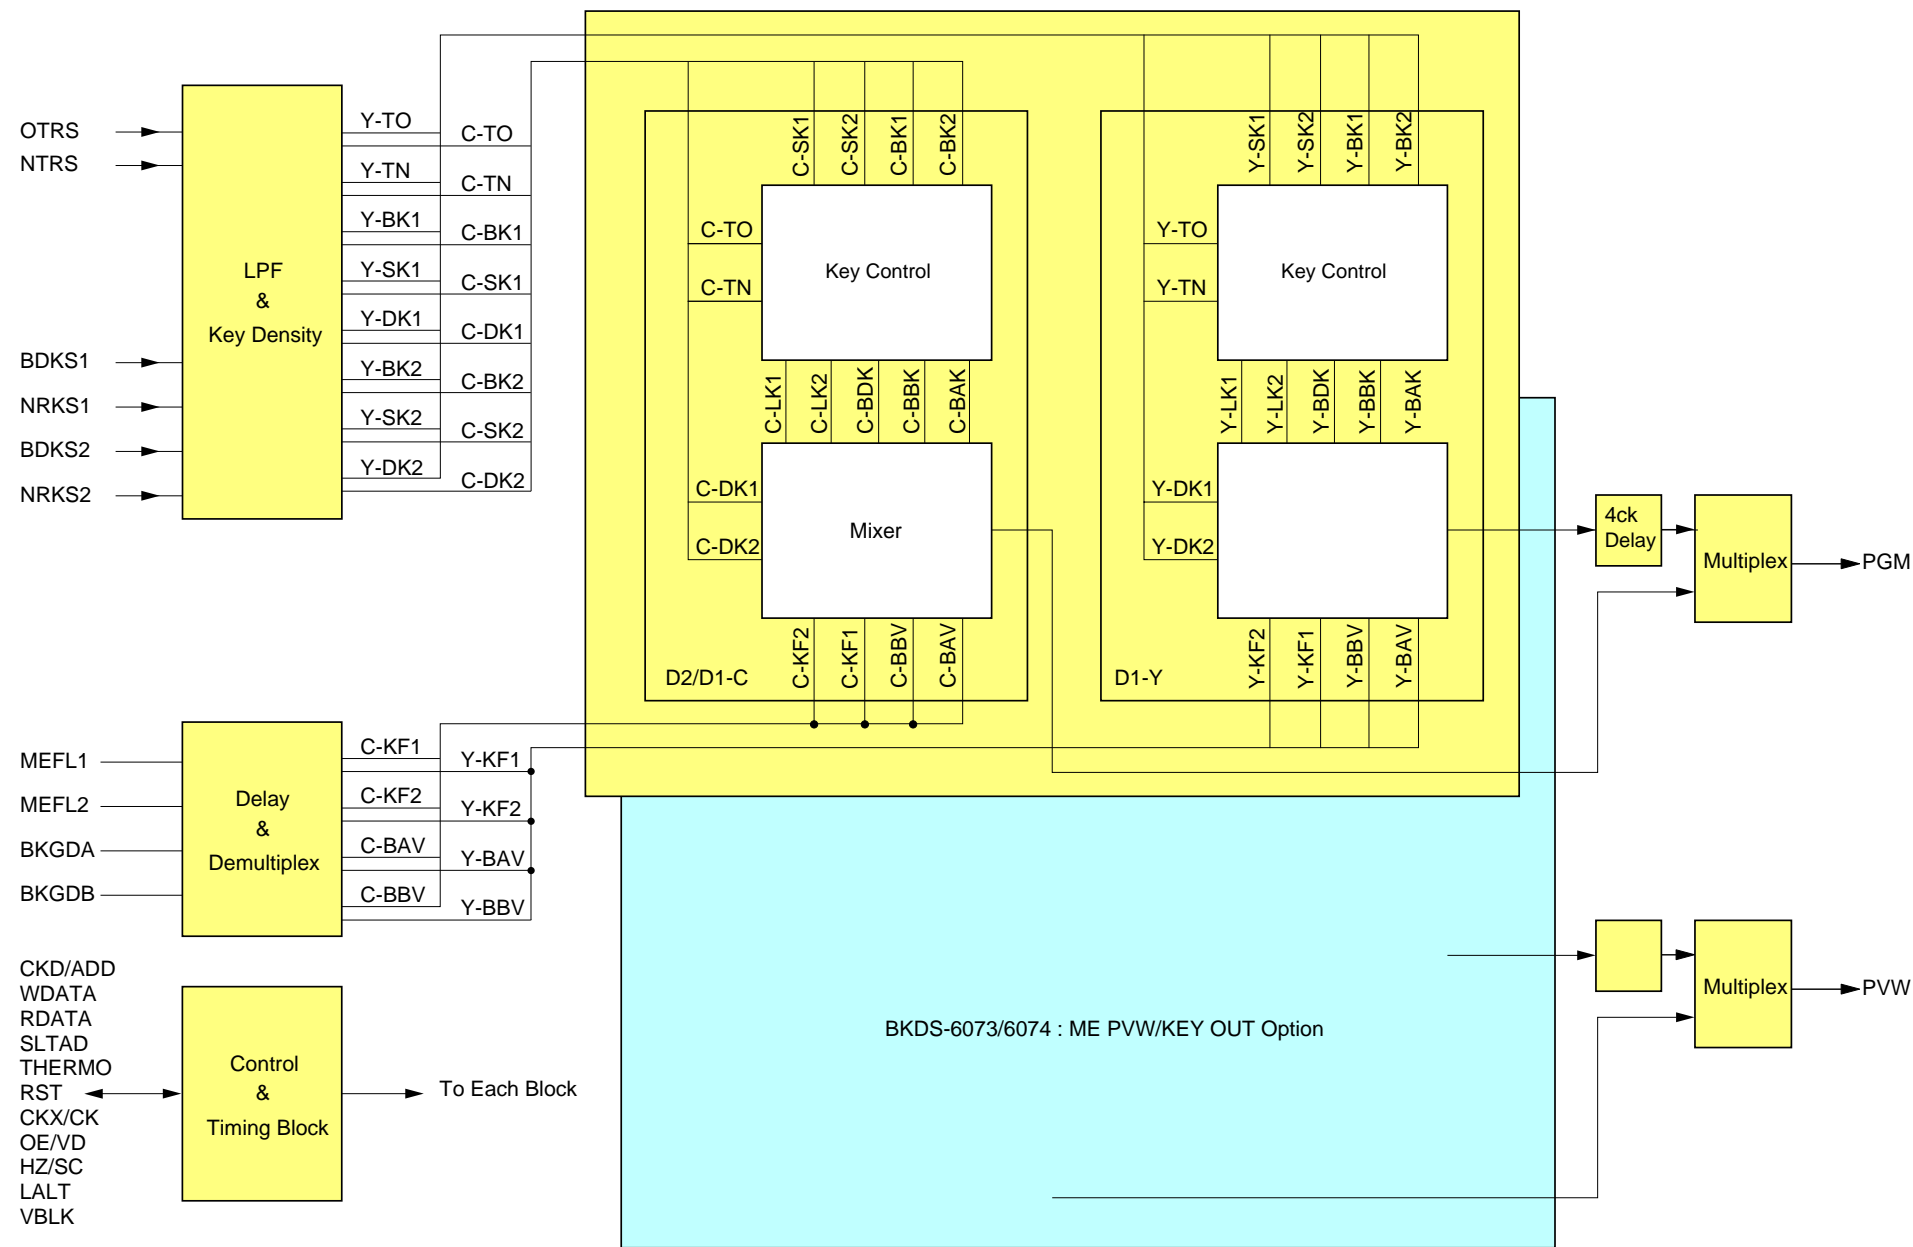 OTRS
NTRS
BDKS1
NRKS1
BDKS2
NRKS2
LPF
&
Key Density
Y-TO
C-TO
Y-TN
C-TN
Y-BK1
C-BK1
Y-SK1
C-SK1
Y-DK1
C-DK1
Y-BK2
C-BK2
Y-SK2
C-SK2
Y-DK2
C-DK2
C-SK1
C-SK2
C-BK1
C-BK2
C-TO
C-TN
Key Control
C-LK1
C-LK2
C-BDK
C-BBK
C-BAK
C-DK1
C-DK2
Mixer
C-KF2
C-KF1
C-BBV
C-BAV
D2/D1-C
Y-SK1
Y-SK2
Y-BK1
Y-BK2
Y-TO
Y-TN
Key Control
Y-LK1
Y-LK2
Y-BDK
Y-BBK
Y-BAK
Y-DK1
Y-DK2
Y-KF2
Y-KF1
Y-BBV
Y-BAV
D1-Y
4ck
Delay
Multiplex
PGM
MEFL1
MEFL2
BKGDA
BKGDB
Delay
&
Demultiplex
C-KF1
Y-KF1
C-KF2
Y-KF2
C-BAV
Y-BAV
C-BBV
Y-BBV
BKDS-6073/6074 : ME PVW/KEY OUT Option
Multiplex
PVW
CKD/ADD
WDATA
RDATA
SLTAD
THERMO
RST
CKX/CK
OE/VD
HZ/SC
LALT
VBLK
Control
&
Timing Block
To Each Block